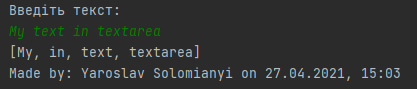 Введіть текст:
My text in textarea
[My, in, text, textarea]
Made by: Yaroslav Solomianyi on 27.04.2021, 15:03